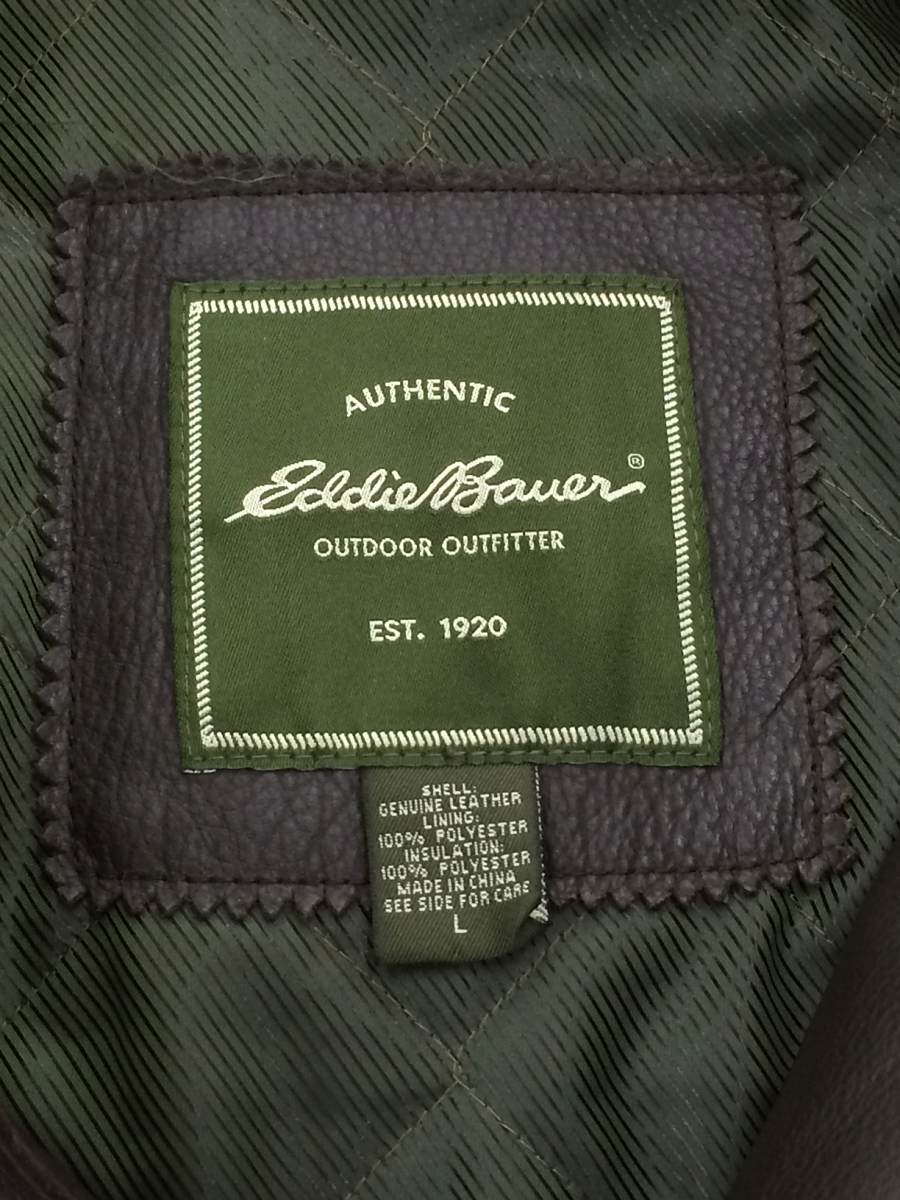 AUTHENTIC
Eddie Bauer®
OUTDOOR OUTFITTER
EST. 1920
SHELL:
GENUINE LEATHER
LINING:
100% POLYESTER
INSULATION:
100% POLYESTER
MADE IN CHINA
SEE SIDE FOR CARE
L